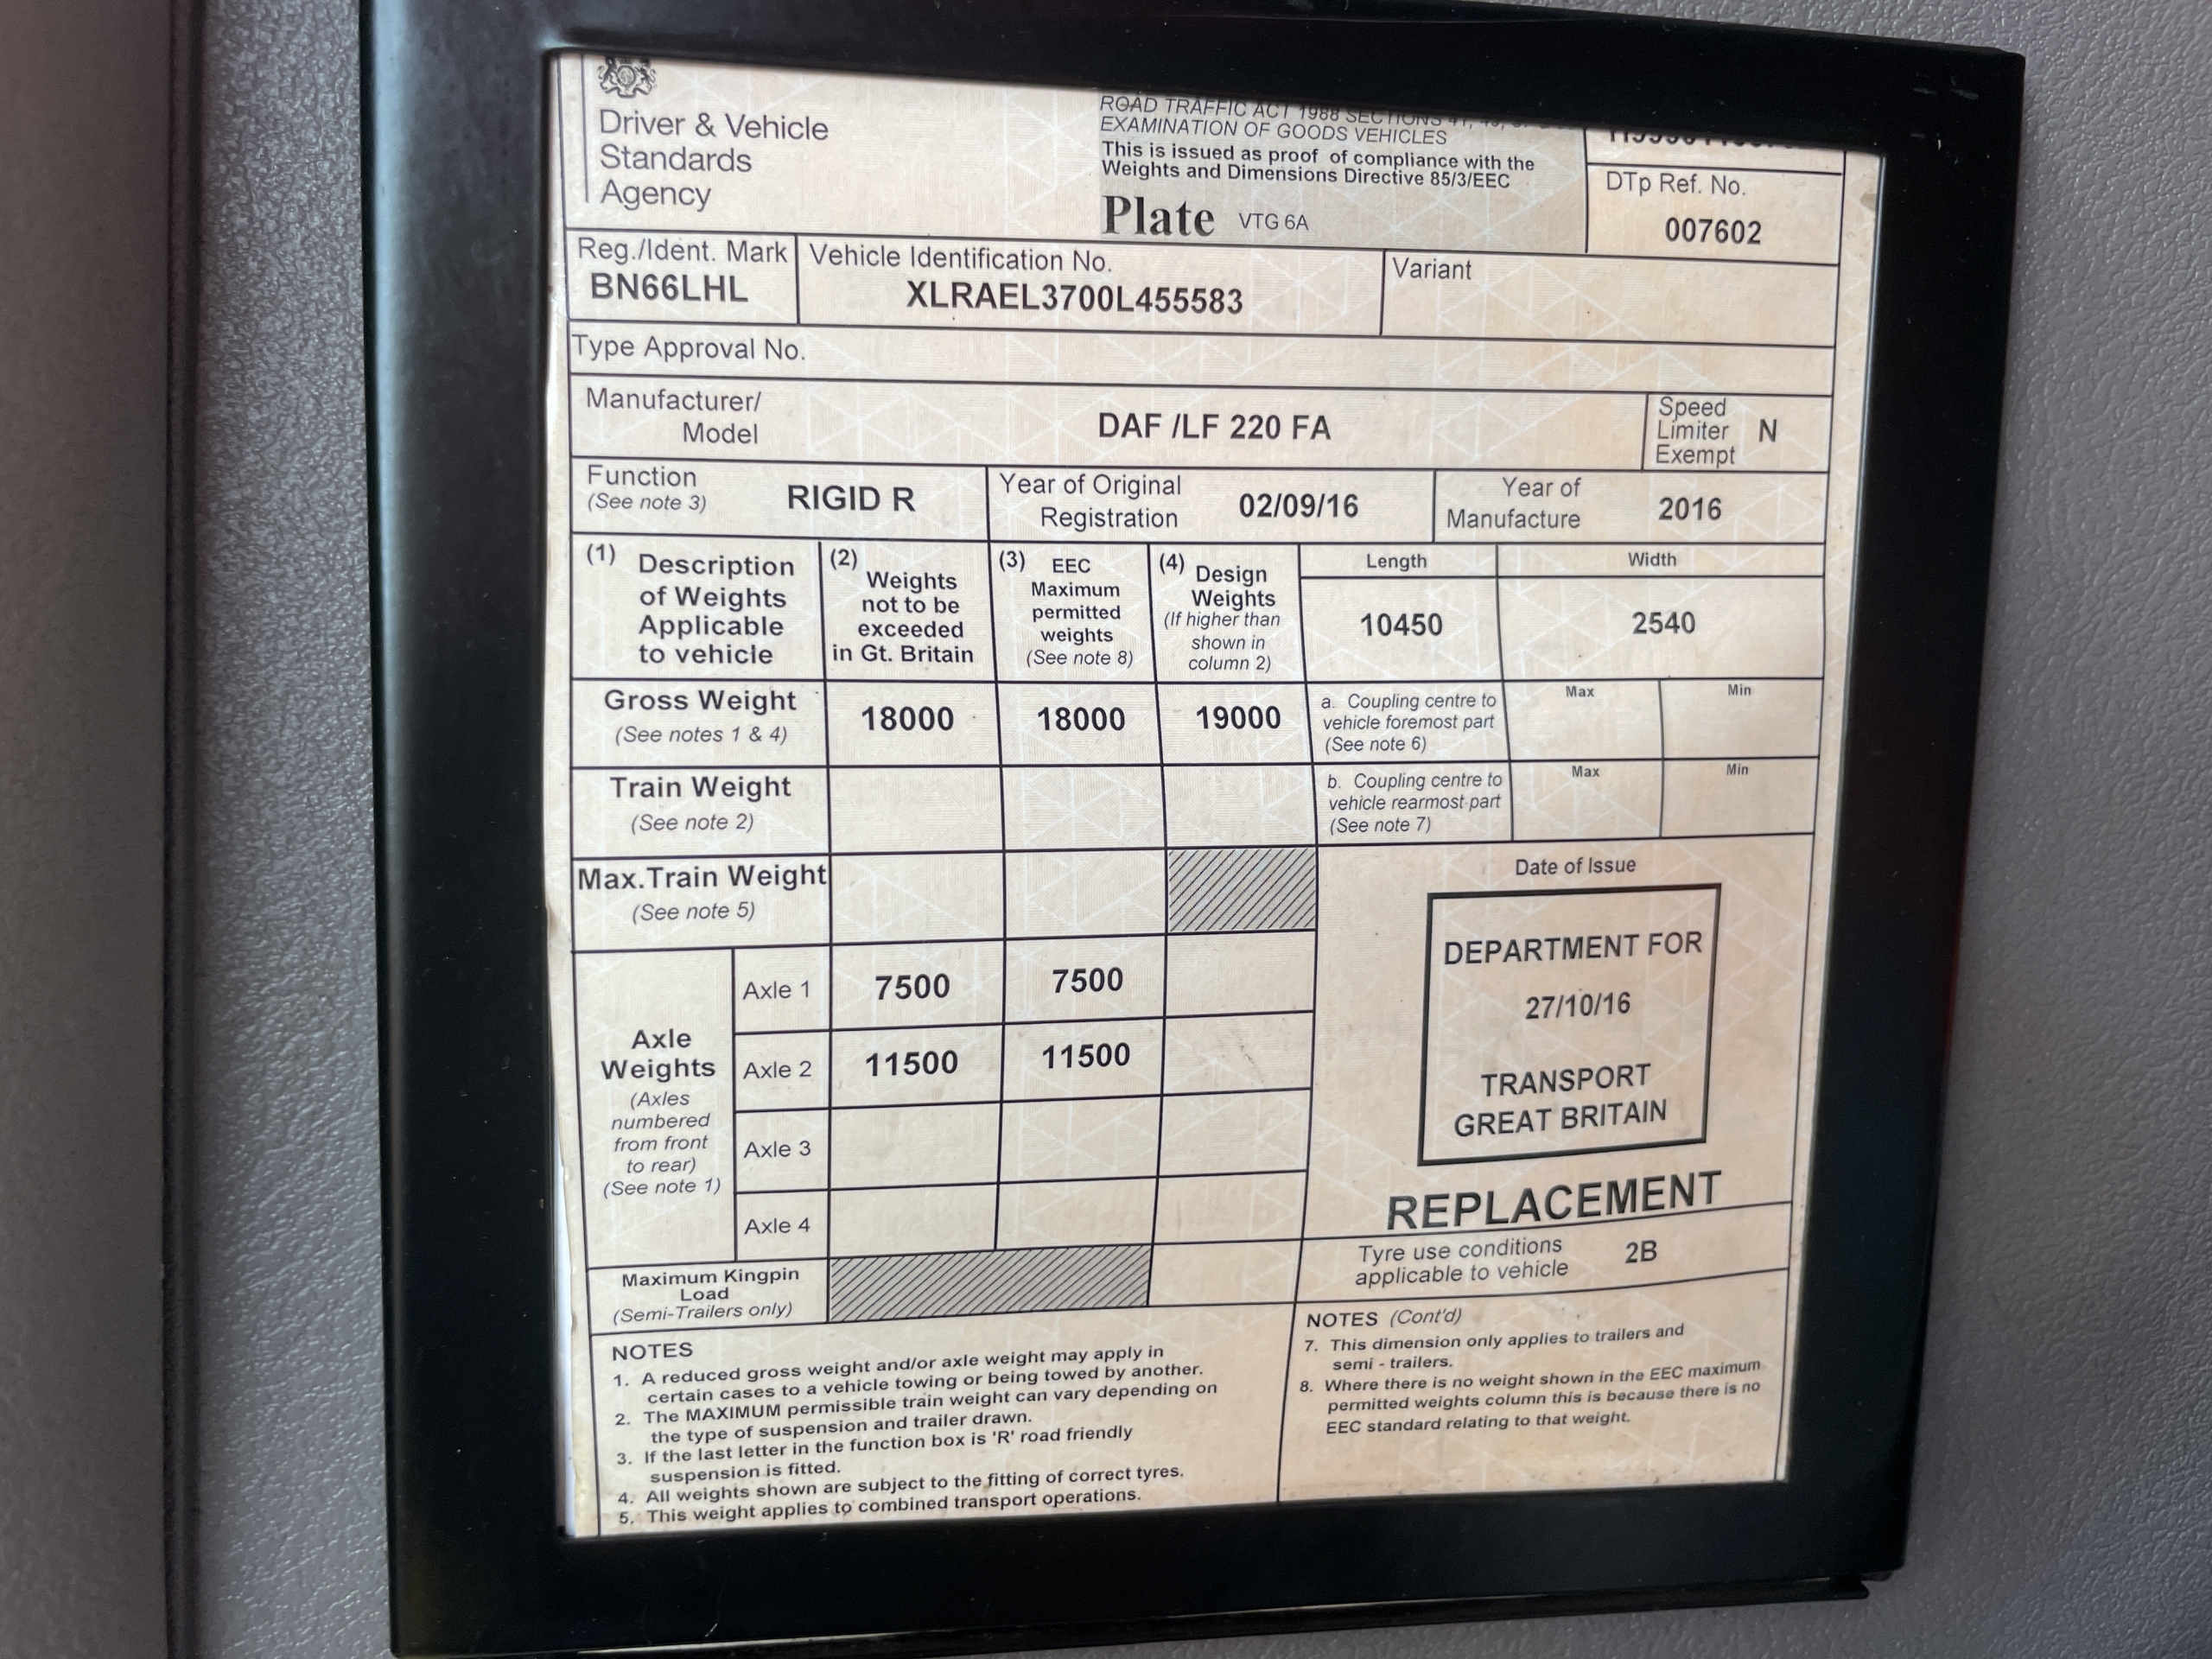 Driver & Vehicle
Standards
Agency
ROAD TRAFFIC ACT 1988 SECTIONS 41,
EXAMINATION OF GOODS VEHICLES
This is issued as proof of compliance with the
Weights and Dimensions Directive 85/3/EEC
Plate VTG 6A
DTp Ref. No.
007602
Reg./Ident. Mark
BN66LHL
Vehicle Identification No.
XLRAEL3700L455583
Variant
Type Approval No.
Manufacturer/
Model
DAF /LF 220 FA
Speed
Limiter
Exempt
N
Function
(See note 3)
RIGID R
Year of Original
Registration
02/09/16
Year of
Manufacture
2016
(1) Description
of Weights
Applicable
to vehicle
(2) Weights
not to be
exceeded
in Gt. Britain
(3) EEC
Maximum
permitted
weights
(See note 8)
(4) Design
Weights
(If higher than
shown in
column 2)
Length
10450
Width
2540
Gross Weight
(See notes 1 & 4)
18000
18000
19000
a. Coupling centre to
vehicle foremost part
(See note 6)
Max
Min
Train Weight
(See note 2)
b. Coupling centre to
vehicle rearmost part
(See note 7)
Max
Min
Max.Train Weight
(See note 5)
Date of Issue
DEPARTMENT FOR
27/10/16
TRANSPORT
GREAT BRITAIN
REPLACEMENT
Axle
Weights
(Axles
numbered
from front
to rear)
(See note 1)
Axle 1
7500
7500
Axle 2
11500
11500
Axle 3
Axle 4
Maximum Kingpin
Load
(Semi-Trailers only)
Tyre use conditions
applicable to vehicle
2B
NOTES
1. A reduced gross weight and/or axle weight may apply in
certain cases to a vehicle towing or being towed by another.
2. The MAXIMUM permissible train weight can vary depending on
the type of suspension and trailer drawn.
3. If the last letter in the function box is 'R' road friendly
suspension is fitted.
4. All weights shown are subject to the fitting of correct tyres.
5. This weight applies to combined transport operations.
NOTES (Cont'd)
7. This dimension only applies to trailers and
semi - trailers.
8. Where there is no weight shown in the EEC maximum
permitted weights column this is because there is no
EEC standard relating to that weight.